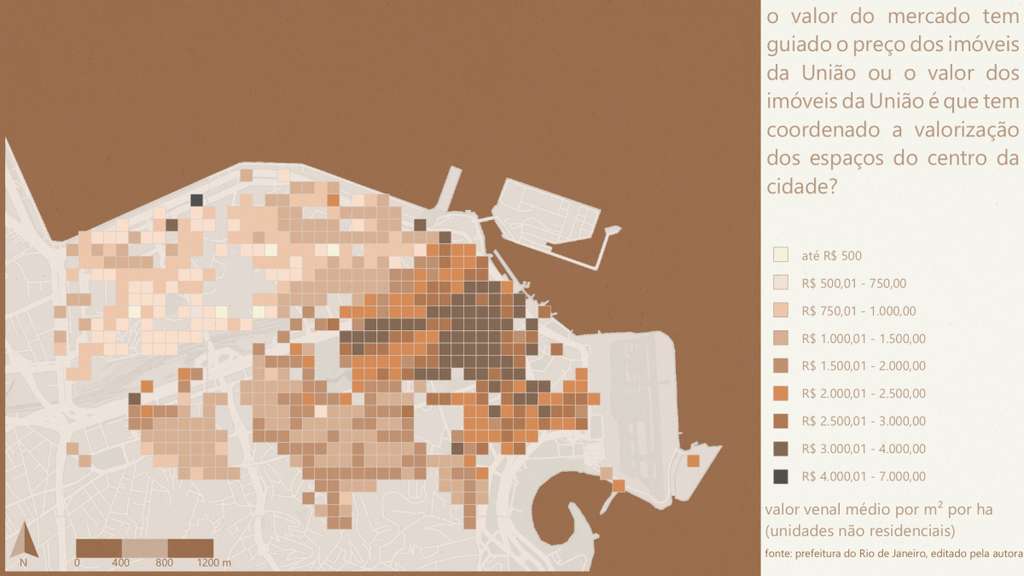 o valor do mercado tem
guiado o preço dos imóveis
da União ou o valor dos
imóveis da União é que tem
coordenado a valorização
dos espaços do centro da
cidade?
até R$ 500
R$ 500,01 - 750,00
R$ 750,01 - 1.000,00
R$ 1.000,01 - 1.500,00
R$ 1.500,01 - 2.000,00
R$ 2.000,01 - 2.500,00
R$ 2.500,01 - 3.000,00
R$ 3.000,01 - 4.000,00
R$ 4.000,01 - 7.000,00
valor venal médio por m² por ha
(unidades não residenciais)
fonte: prefeitura do Rio de Janeiro, editado pela autora
N
0 400 800 1200 m